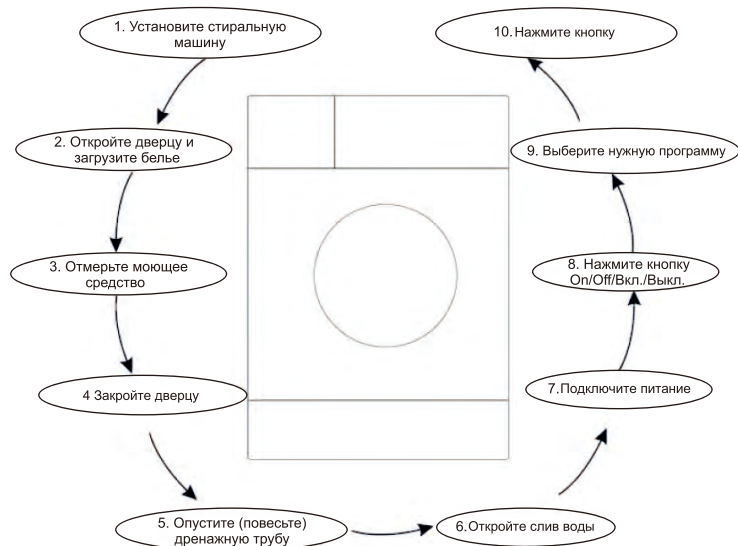 1. Установите стиральную
машину
2. Откройте дверцу и
загрузите белье
3. Отмерьте моющее
средство
4 Закройте дверцу
5. Опустите (повесьте)
дренажную трубу
6.Откройте слив воды
7.Подключите питание
8. Нажмите кнопку
On/Off/Вкл./Выкл.
9. Выберите нужную программу
10.Нажмите кнопку